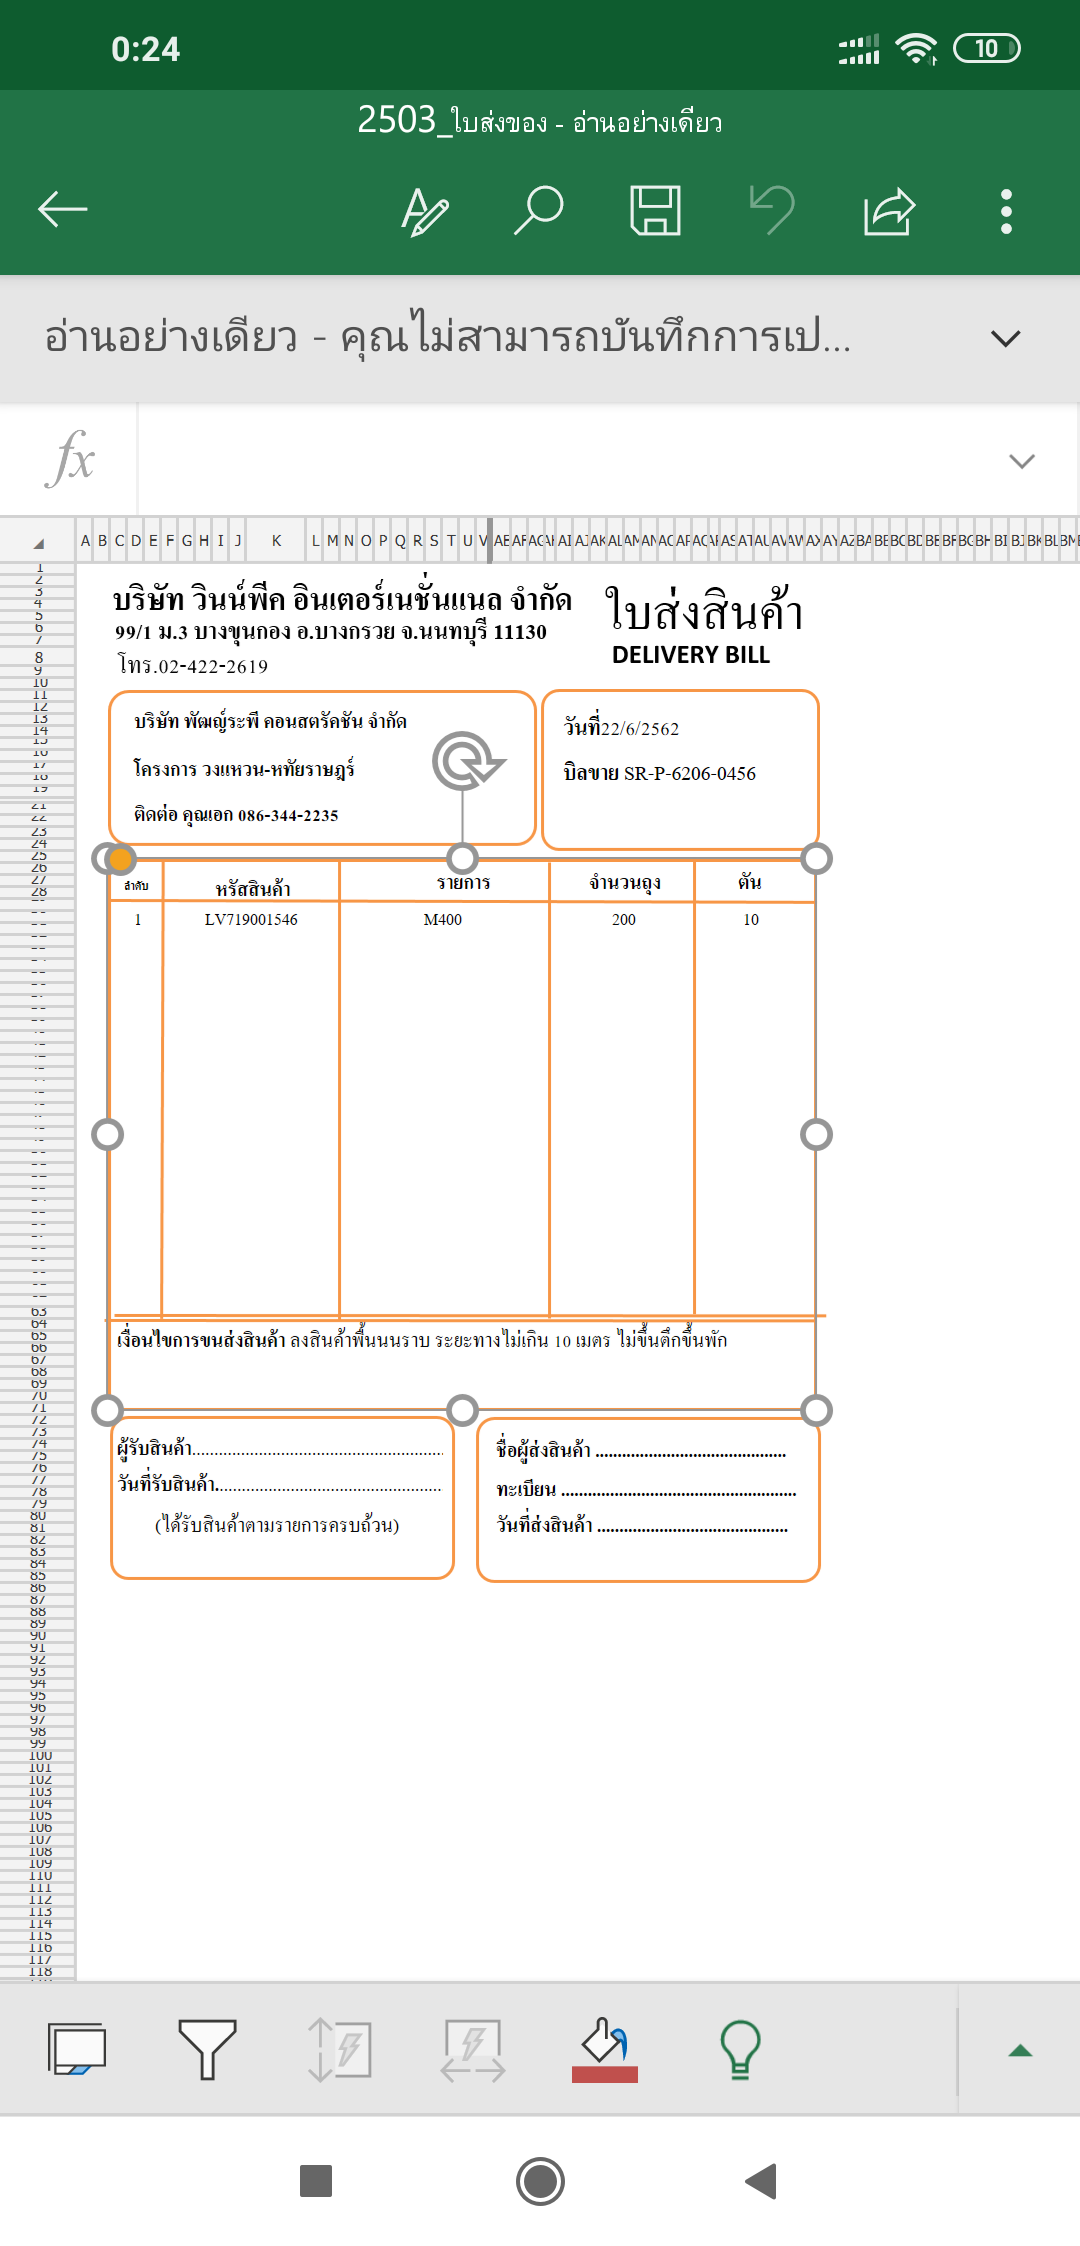 0:24
10
2503_ใบส่งของ - อ่านอย่างเดียว
อ่านอย่างเดียว - คุณไม่สามารถบันทึกการเป...
fx
A B C D E F G H I J K L M N O P Q R S T U V
บริษัท วินน์พีค อินเตอร์เนชั่นแนล จำกัด
ใบส่งสินค้า
99/1 ม.3 บางขุนกอง อ.บางกรวย จ.นนทบุรี 11130
DELIVERY BILL
โทร.02-422-2619
บริษัท พัฒญ์ระพี คอนสตรัคชัน จำกัด
วันที่22/6/2562
โครงการ วงแหวน-หทัยราษฎร์
บิลขาย SR-P-6206-0456
ติดต่อ คุณเอก 086-344-2235
ลำดับ หรัสสินค้า รายการ จำนวนถุง ตัน
1 LV719001546 M400 200 10
เงื่อนไขการขนส่งสินค้า ลงสินค้าพื้นนนราบ ระยะทางไม่เกิน 10 เมตร ไม่ขึ้นตึกขึ้นพัก
ผู้รับสินค้า........................................................
ชื่อผู้ส่งสินค้า ...........................................
วันที่รับสินค้า...................................................
ทะเบียน .....................................................
(ได้รับสินค้าตามรายการครบถ้วน)
วันที่ส่งสินค้า ...........................................